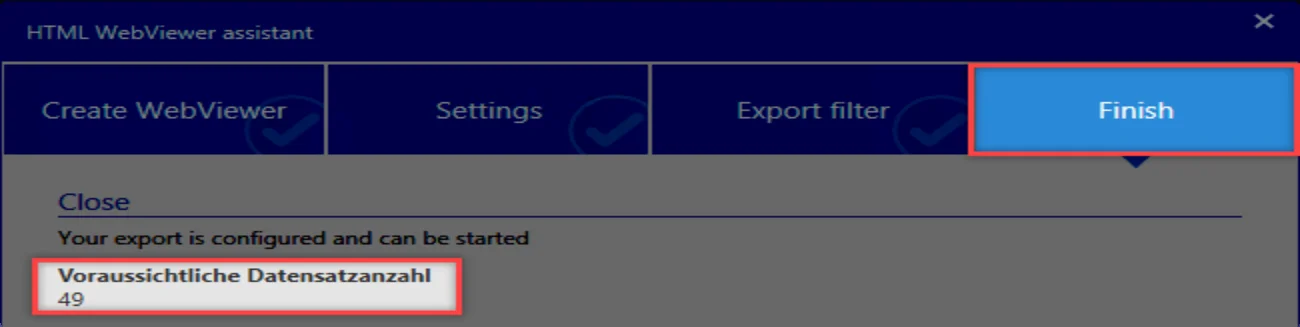 HTML WebViewer assistant
Create WebViewer
Settings
Export filter
Finish
Close
Your export is configured and can be started
Voraussichtliche Datensatzanzahl
49